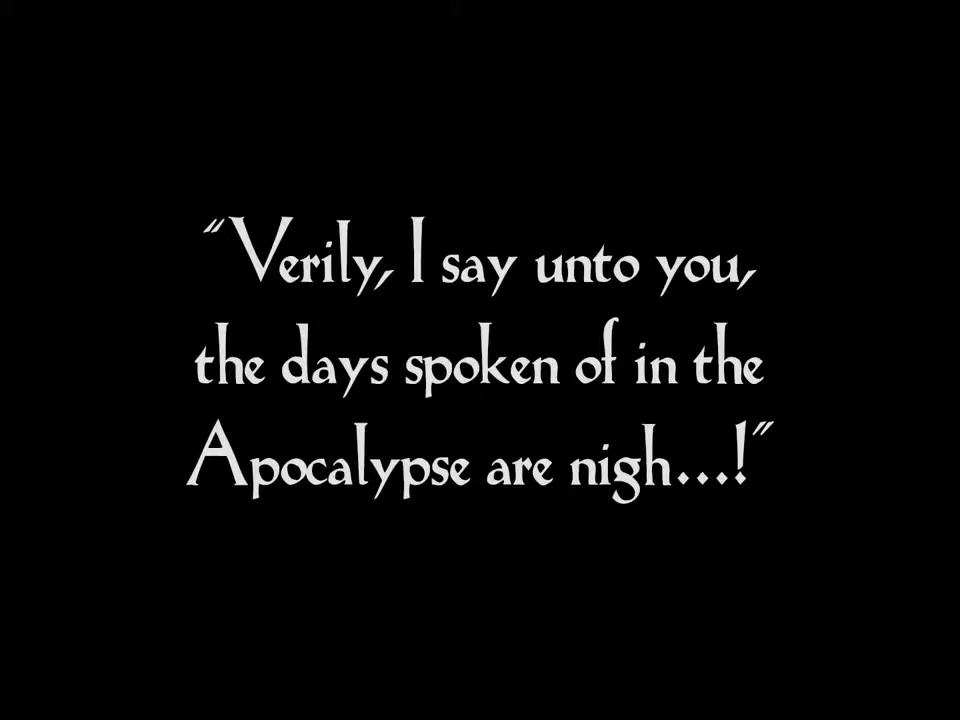 “Verily, I say unto you,
the days spoken of in the
Apocalypse are nigh...!”